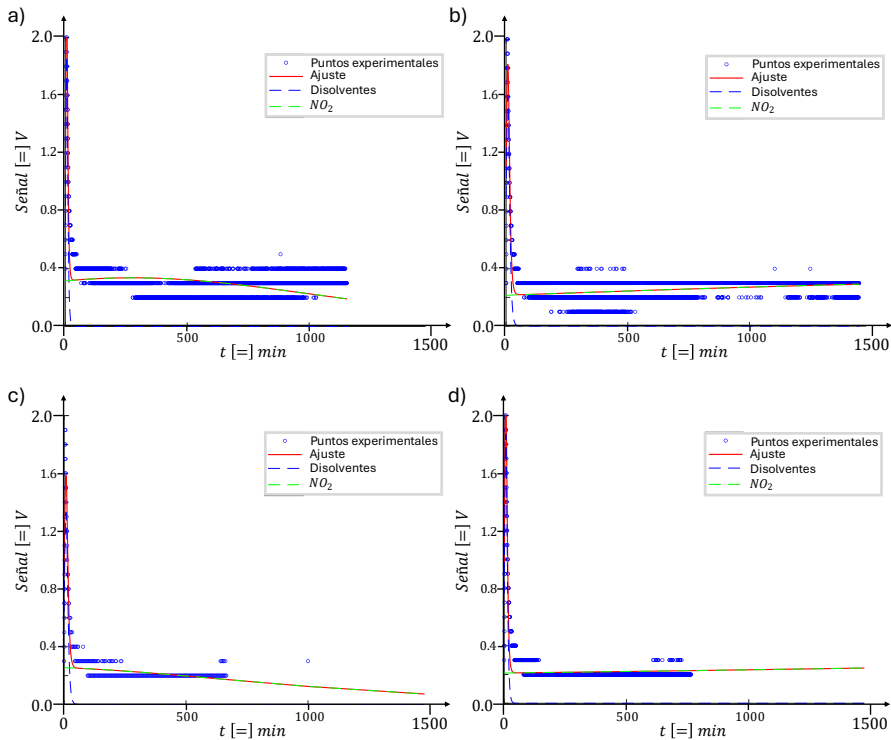 a)
Señal [=] V
2.0
1.6
1.2
0.8
0.4
0.0
0
500
1000
1500
t [=] min
Puntos experimentales
Ajuste
Disolventes
NO₂
b)
Señal [=] V
2.0
1.6
1.2
0.8
0.4
0.0
0
500
1000
1500
t [=] min
Puntos experimentales
Ajuste
Disolventes
NO₂
c)
Señal [=] V
2.0
1.6
1.2
0.8
0.4
0.0
0
500
1000
1500
t [=] min
Puntos experimentales
Ajuste
Disolventes
NO₂
d)
Señal [=] V
2.0
1.6
1.2
0.8
0.4
0.0
0
500
1000
1500
t [=] min
Puntos experimentales
Ajuste
Disolventes
NO₂